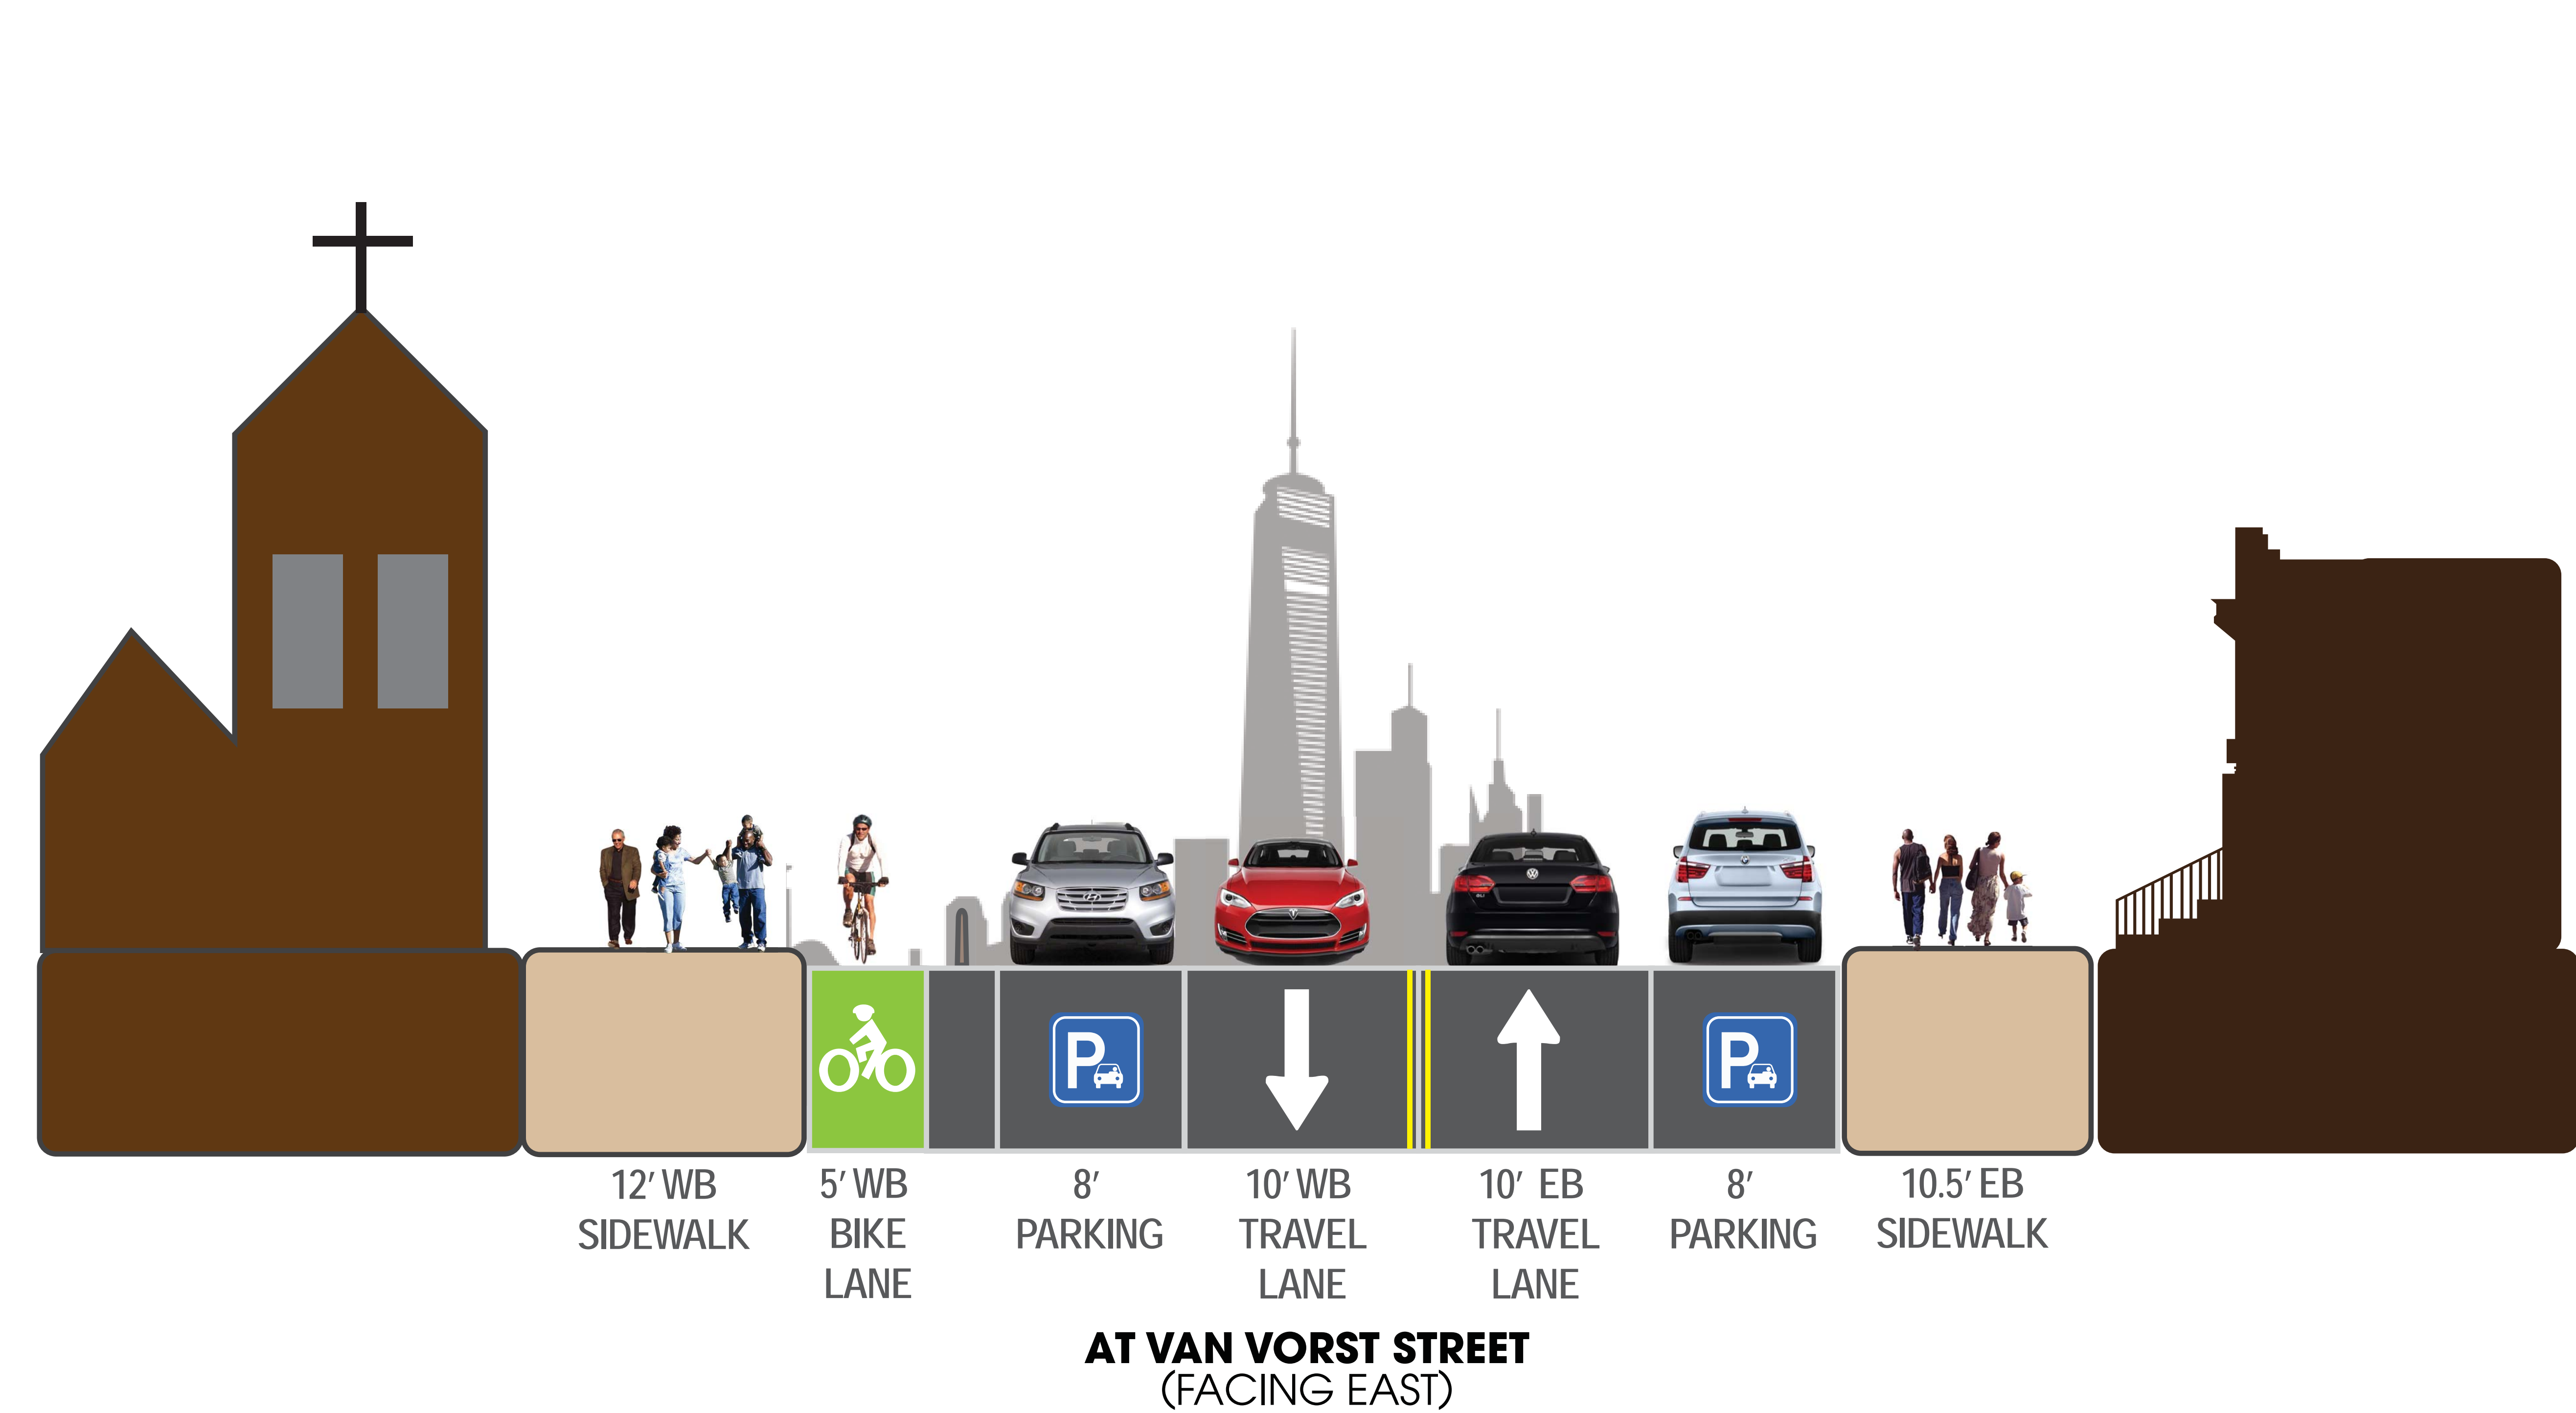 12' WB
SIDEWALK
5' WB
BIKE
LANE
P
8'
PARKING
10' WB
TRAVEL
LANE
10' EB
TRAVEL
LANE
P
8'
PARKING
10.5' EB
SIDEWALK
AT VAN VORST STREET
(FACING EAST)